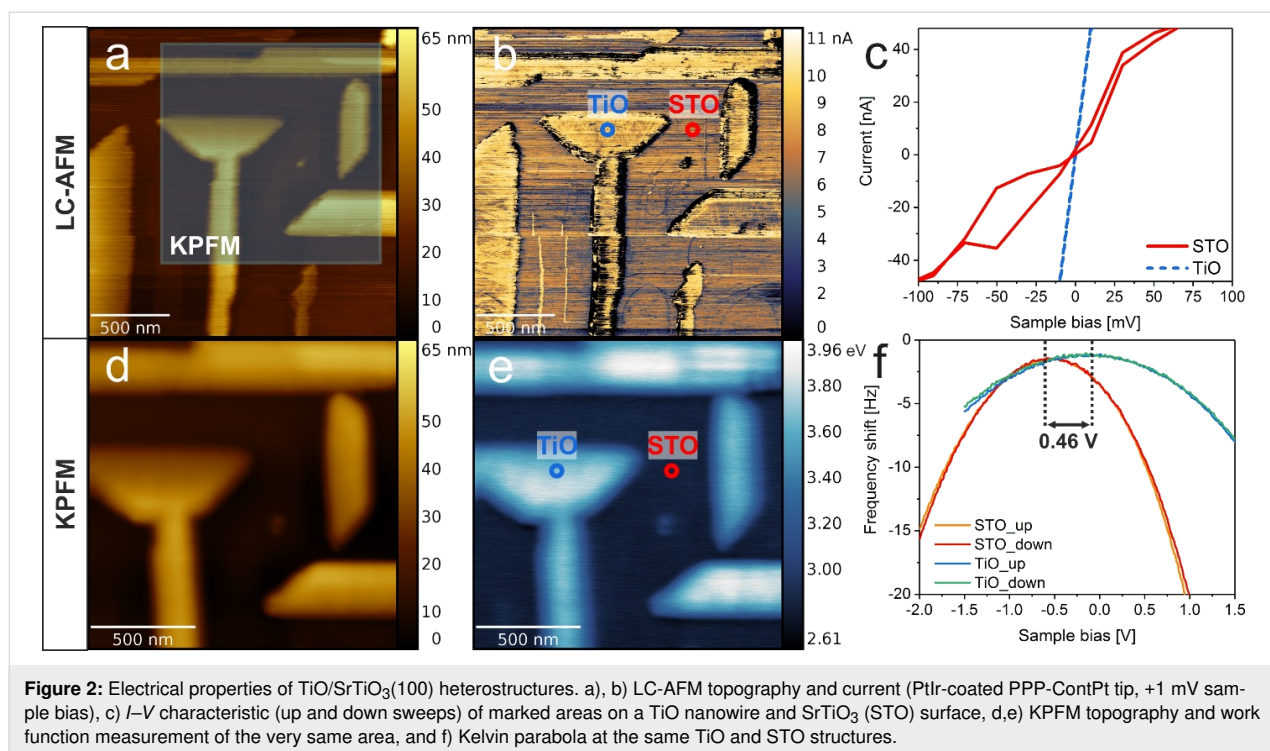 LC-AFM
a
KPFM
500 nm
65 nm
50
40
30
20
10
0
b
TiO
STO
500 nm
11 nA
10
9
8
7
6
5
4
3
2
0
c
Current [nA]
40
20
0
-20
-40
STO
TiO
-100 -75 -50 -25 0 25 50 75 100
Sample bias [mV]
KPFM
d
500 nm
65 nm
50
40
30
20
10
0
e
TiO
STO
500 nm
3.96 eV
3.80
3.60
3.40
3.20
3.00
2.61
f
Frequency shift [Hz]
0
-5
-10
-15
-20
0.46 V
STO_up
STO_down
TiO_up
TiO_down
-2.0 -1.5 -1.0 -0.5 0.0 0.5 1.0 1.5
Sample bias [V]
Figure 2: Electrical properties of TiO/SrTiO₃(100) heterostructures. a), b) LC-AFM topography and current (PtIr-coated PPP-ContPt tip, +1 mV sam-
ple bias), c) I–V characteristic (up and down sweeps) of marked areas on a TiO nanowire and SrTiO₃ (STO) surface, d,e) KPFM topography and work
function measurement of the very same area, and f) Kelvin parabola at the same TiO and STO structures.